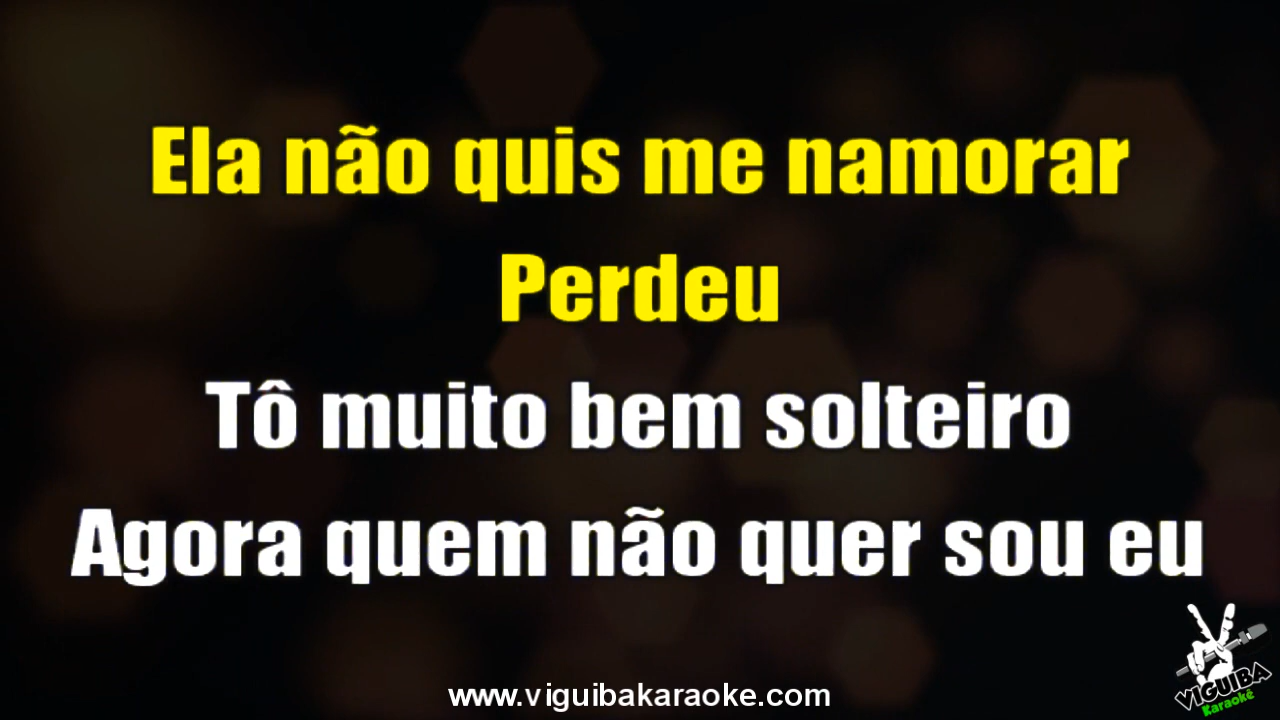 Ela não quis me namorar
Perdeu
Tô muito bem solteiro
Agora quem não quer sou eu
www.viguibakaraoke.com
VIGUIBA
Karaokê